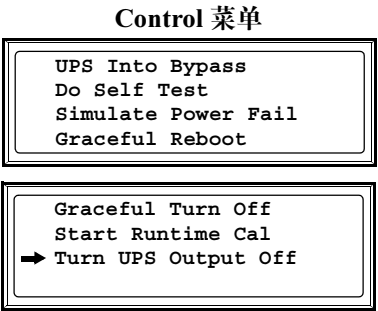 Control 菜单
UPS Into Bypass
Do Self Test
Simulate Power Fail
Graceful Reboot
Graceful Turn Off
Start Runtime Cal
Turn UPS Output Off